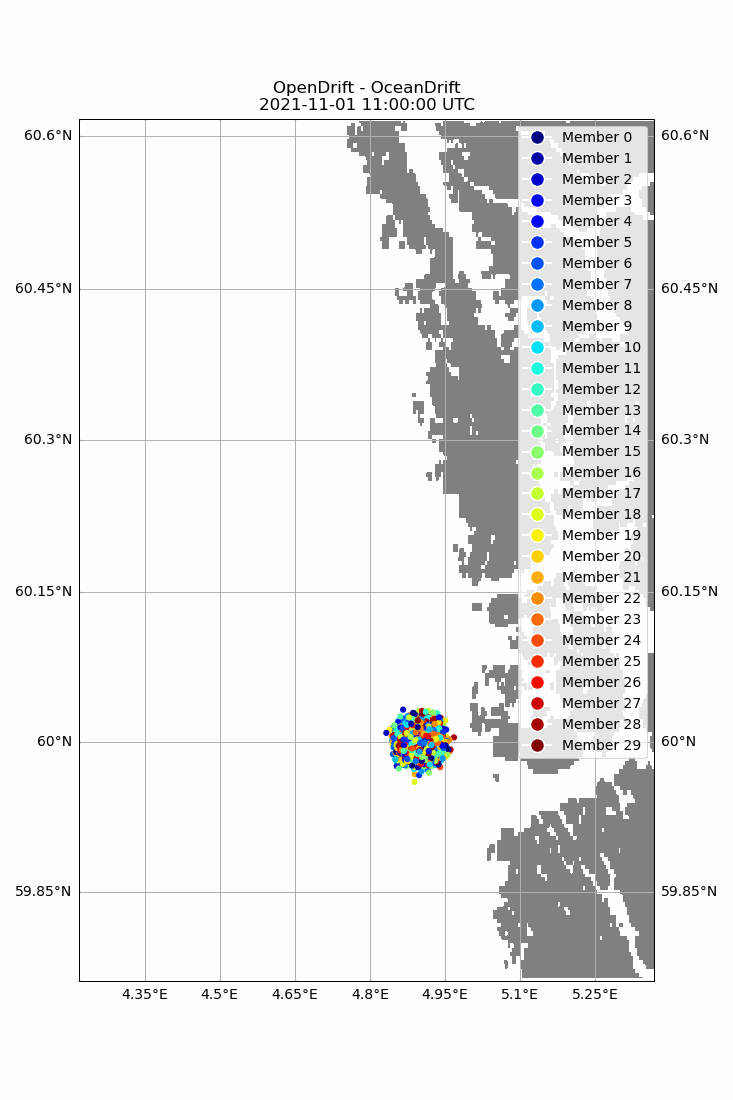 OpenDrift - OceanDrift
2021-11-01 11:00:00 UTC
60.6°N
60.6°N
Member 0
Member 1
Member 2
Member 3
Member 4
Member 5
Member 6
Member 7
Member 8
Member 9
Member 10
Member 11
Member 12
Member 13
Member 14
Member 15
Member 16
Member 17
Member 18
Member 19
Member 20
Member 21
Member 22
Member 23
Member 24
Member 25
Member 26
Member 27
Member 28
Member 29
60.45°N
60.45°N
60.3°N
60.3°N
60.15°N
60.15°N
60°N
60°N
59.85°N
59.85°N
4.35°E
4.5°E
4.65°E
4.8°E
4.95°E
5.1°E
5.25°E